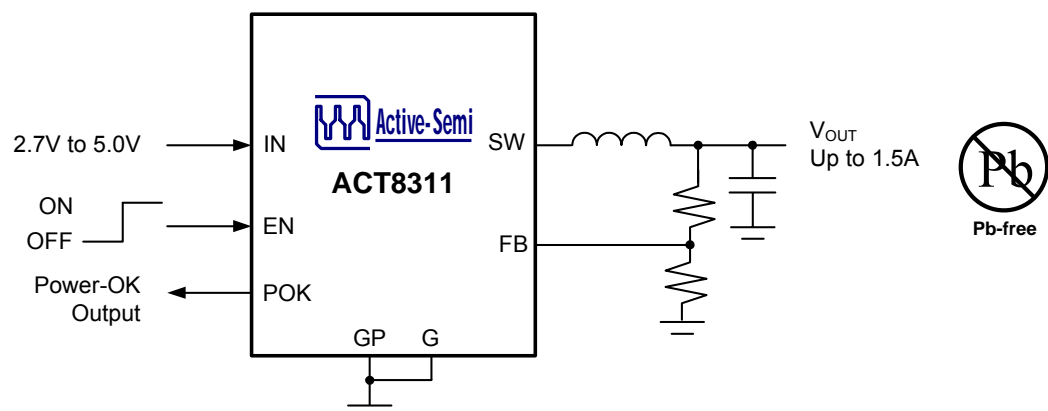 Active-Semi
ACT8311
2.7V to 5.0V
IN
SW
VOUT
Up to 1.5A
Pb
Pb-free
ON
OFF
EN
FB
Power-OK
Output
POK
GP
G